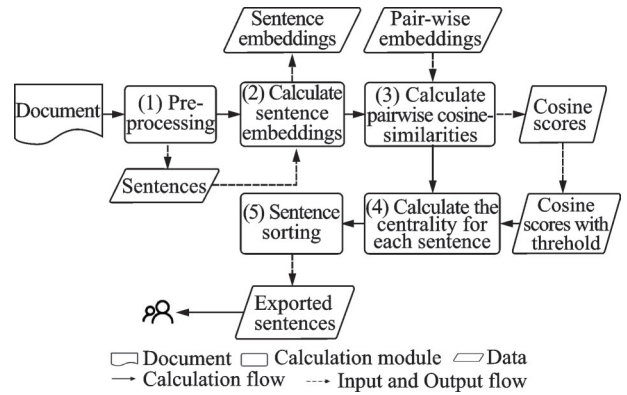 Sentence
embeddings
Pair-wise
embeddings
Document
(1) Pre-
processing
(2) Calculate
sentence
embeddings
(3) Calculate
pairwise cosine-
similarities
Cosine
scores
Sentences
(5) Sentence
sorting
(4) Calculate the
centrality for
each sentence
Cosine
scores with
threhold
Exported
sentences
Document
Calculation module
Data
Calculation flow
Input and Output flow